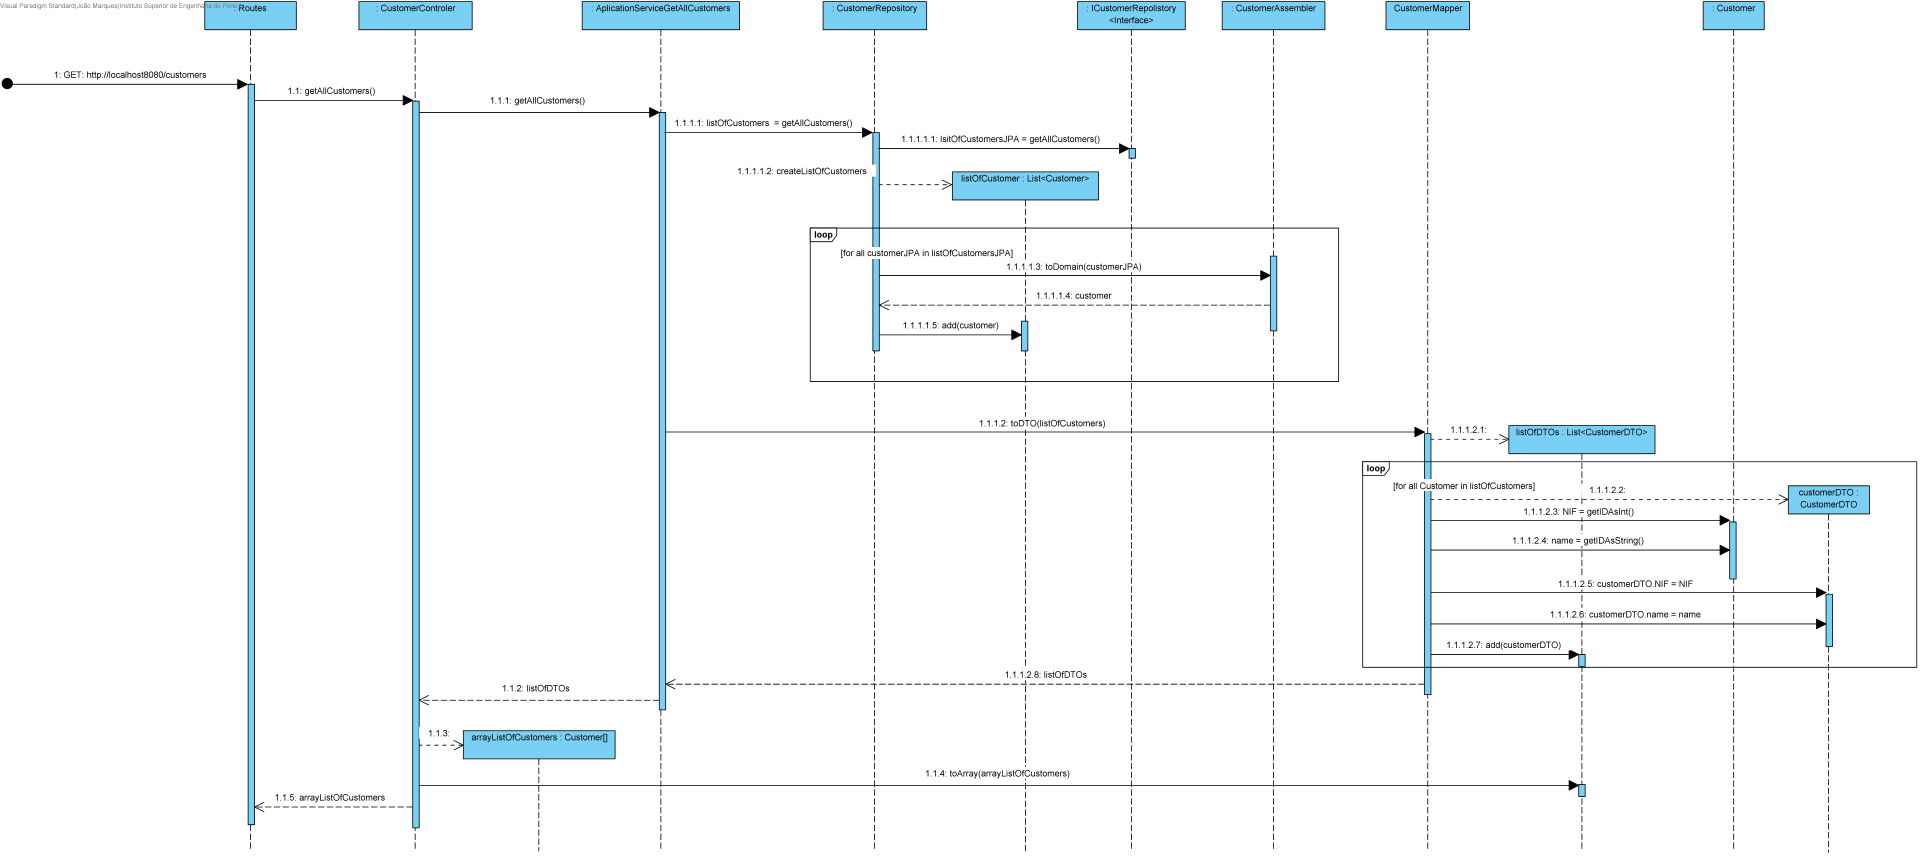 Visual Paradigm Standard(João Marques(Instituto Superior de Engenharia do Porto))
: Routes
: CustomerControler
: AplicationServiceGetAllCustomers
: CustomerRepository
: ICustomerRepolistory
<Interface>
: CustomerAssembler
CustomerMapper
: Customer
1: GET: http://localhost8080/customers
1.1: getAllCustomers()
1.1.1: getAllCustomers()
1.1.1.1: listOfCustomers = getAllCustomers()
1.1.1.1.1: lsitOfCustomersJPA = getAllCustomers()
1.1.1.1.2: createListOfCustomers
listOfCustomer : List<Customer>
loop
[for all customerJPA in listOfCustomersJPA]
1.1.1.1.3: toDomain(customerJPA)
1.1.1.1.4: customer
1.1.1.1.5: add(customer)
1.1.1.2: toDTO(listOfCustomers)
1.1.1.2.1:
listOfDTOs : List<CustomerDTO>
loop
[for all Customer in listOfCustomers]
1.1.1.2.2:
customerDTO :
CustomerDTO
1.1.1.2.3: NIF = getIDAsInt()
1.1.1.2.4: name = getIDAsString()
1.1.1.2.5: customerDTO.NIF = NIF
1.1.1.2.6: customerDTO.name = name
1.1.1.2.7: add(customerDTO)
1.1.1.2.8: listOfDTOs
1.1.2: listOfDTOs
1.1.3:
arrayListOfCustomers : Customer[]
1.1.4: toArray(arrayListOfCustomers)
1.1.5: arrayListOfCustomers